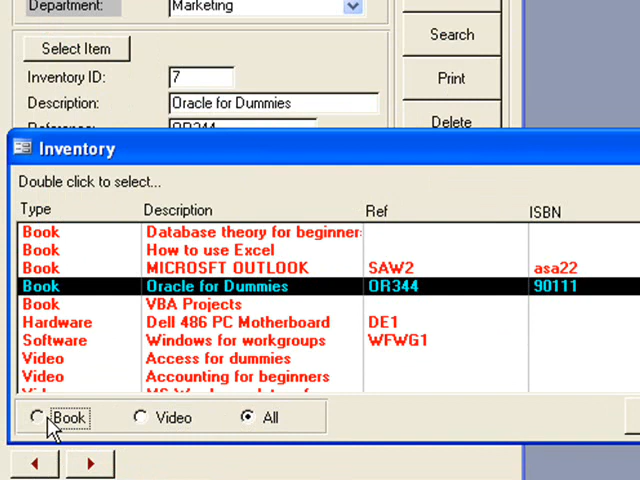 Department: Marketing
Select Item
Search
Inventory ID: 7
Print
Description: Oracle for Dummies
Delete
Reference: OR344
Inventory
Double click to select...
Type Description Ref ISBN
Book Database theory for beginner
Book How to use Excel
Book MICROSFT OUTLOOK SAW2 asa22
Book Oracle for Dummies OR344 90111
Book VBA Projects
Hardware Dell 486 PC Motherboard DE1
Software Windows for workgroups WFWG1
Video Access for dummies
Video Accounting for beginners
Book Video All